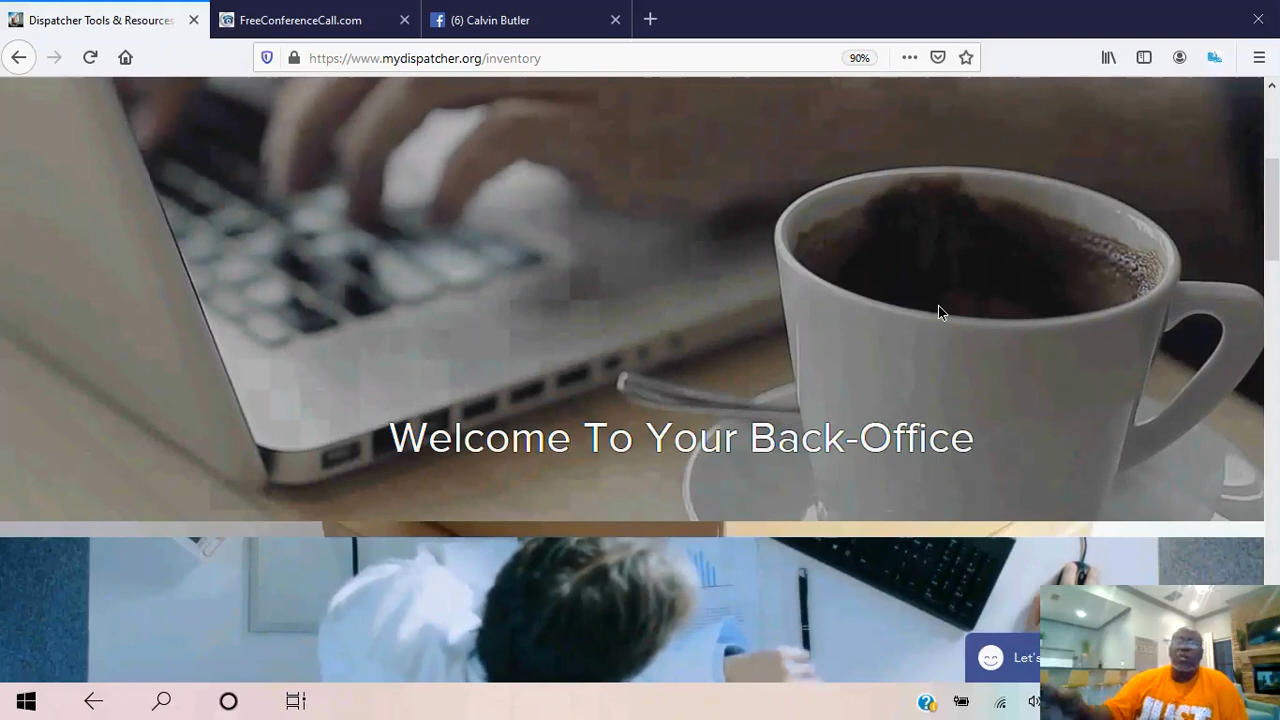 Dispatcher Tools & Resources
FreeConferenceCall.com
(6) Calvin Butler
https://www.mydispatcher.org/inventory
90%
Welcome To Your Back-Office
Let's